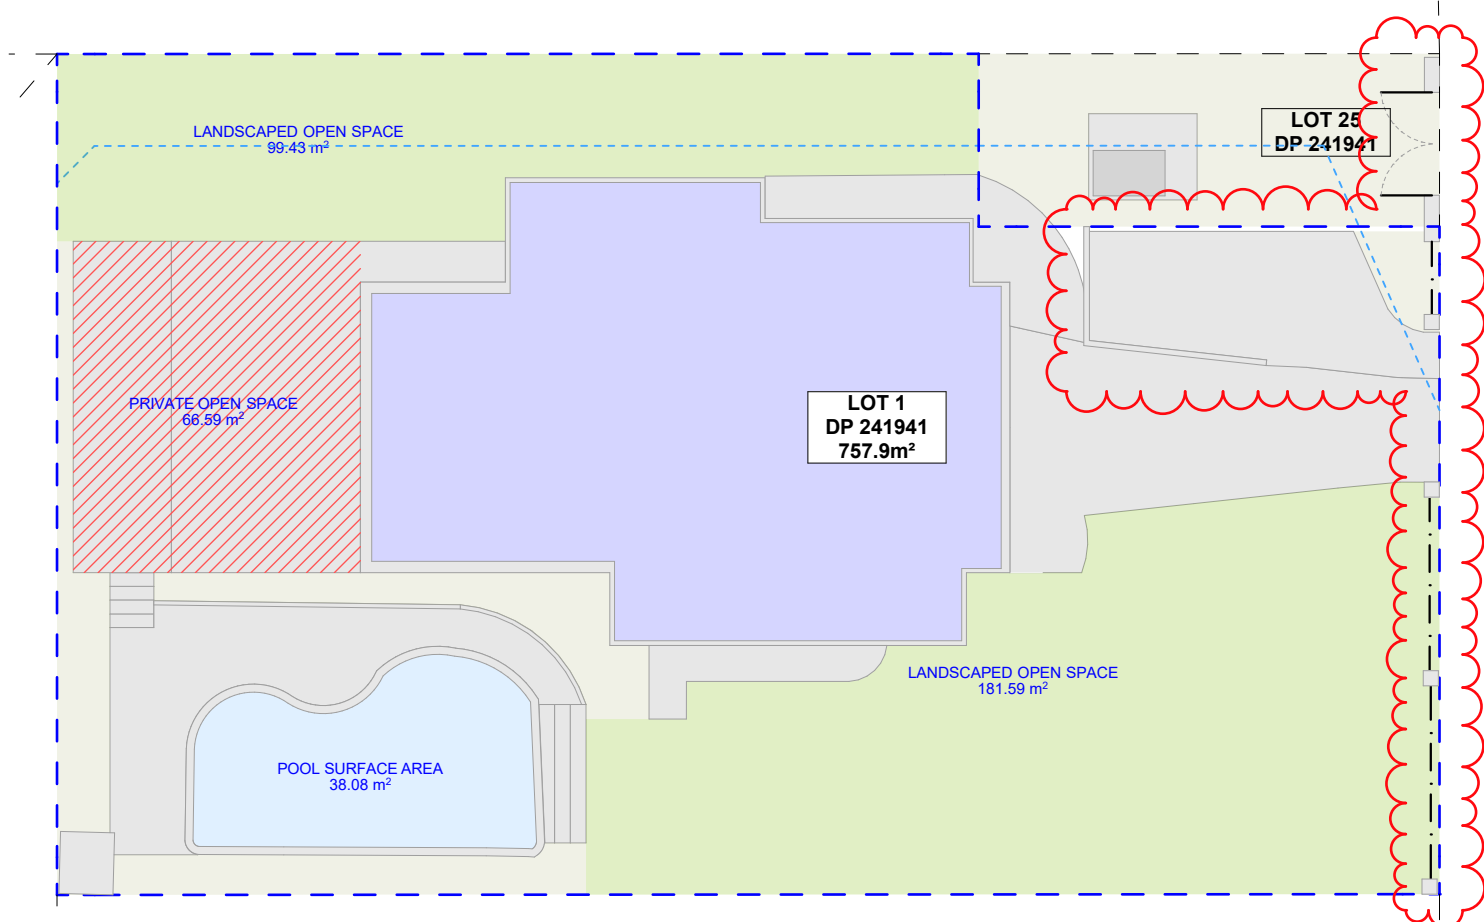 LANDSCAPED OPEN SPACE
99.43 m²
LOT 25
DP 241941
PRIVATE OPEN SPACE
66.59 m²
LOT 1
DP 241941
757.9m²
LANDSCAPED OPEN SPACE
181.59 m²
POOL SURFACE AREA
38.08 m²